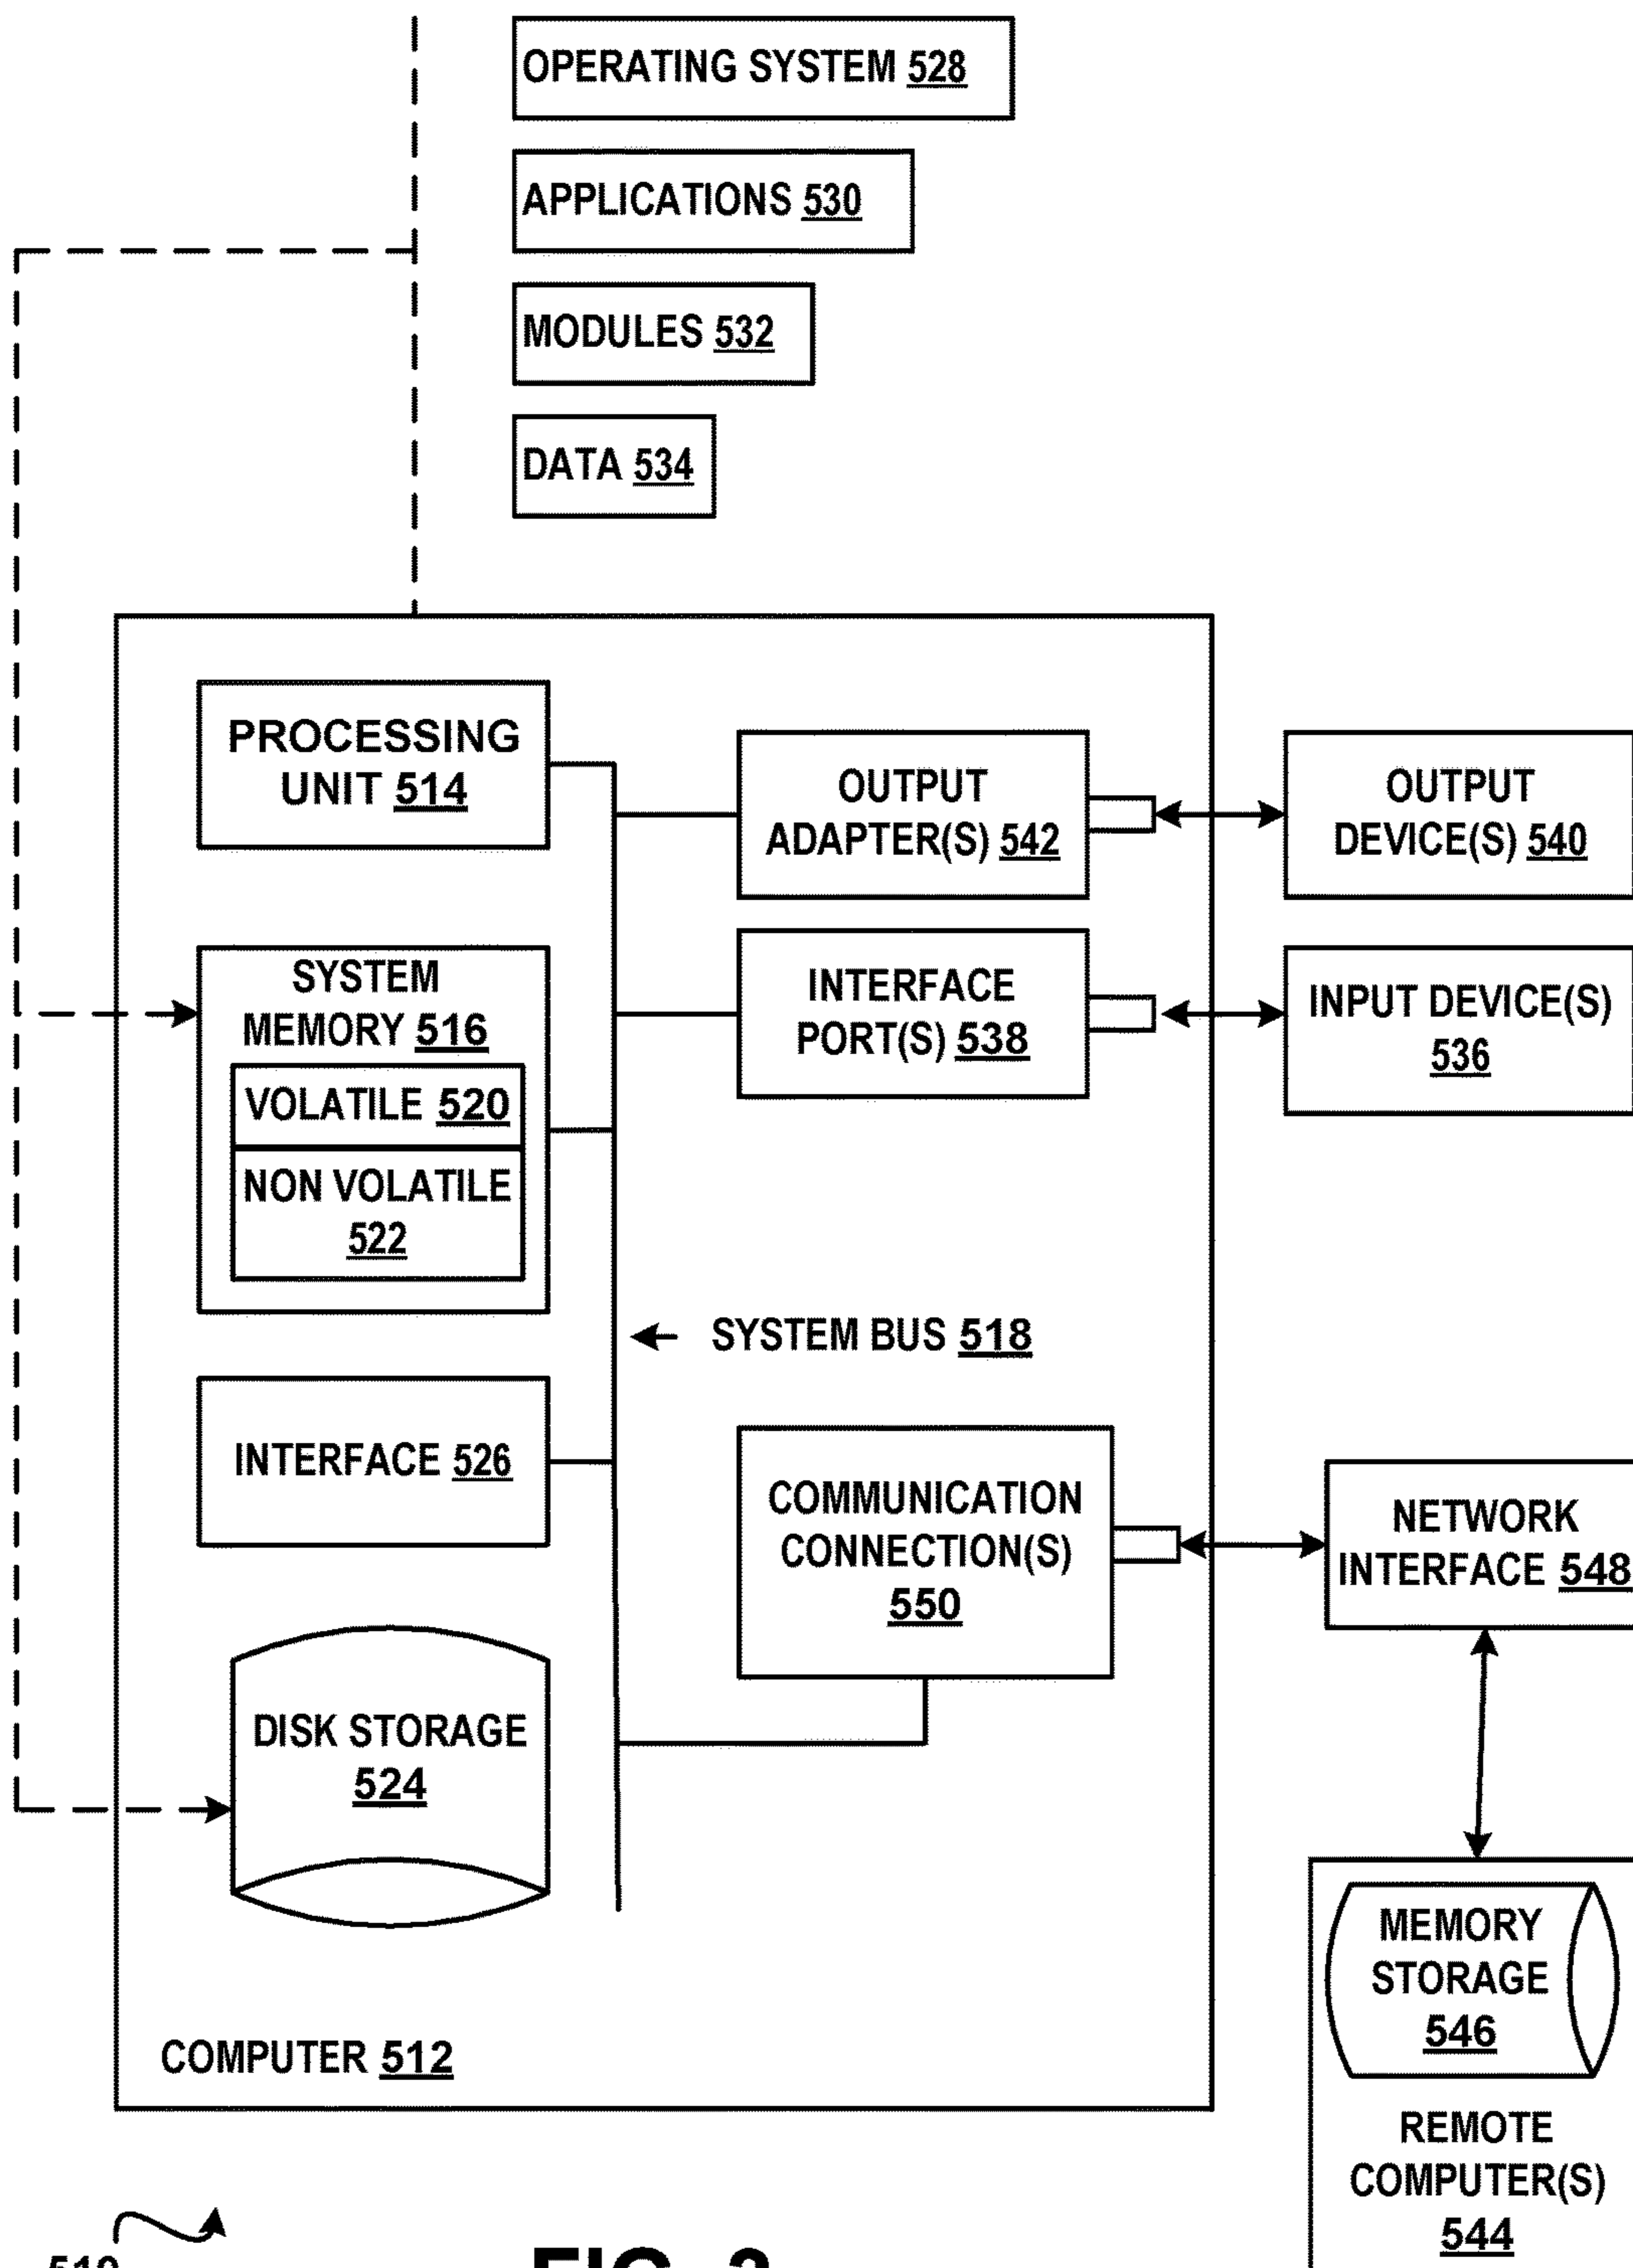 OPERATING SYSTEM 528
APPLICATIONS 530
MODULES 532
DATA 534
PROCESSING
UNIT 514
OUTPUT
ADAPTER(S) 542
OUTPUT
DEVICE(S) 540
SYSTEM
MEMORY 516
VOLATILE 520
NON VOLATILE
522
INTERFACE
PORT(S) 538
INPUT DEVICE(S)
536
SYSTEM BUS 518
INTERFACE 526
COMMUNICATION
CONNECTION(S)
550
NETWORK
INTERFACE 548
DISK STORAGE
524
MEMORY
STORAGE
546
COMPUTER 512
REMOTE
COMPUTER(S)
544
FIG.